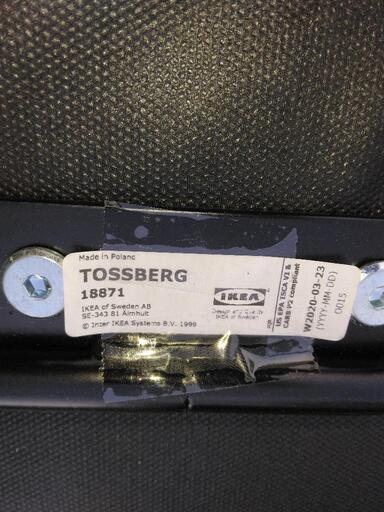 Made in Poland
TOSSBERG
18871
IKEA of Sweden AB
SE-343 81 Älmhult
© Inter IKEA Systems B.V. 1999
IKEA
Design and Quality
IKEA of Sweden
US EPA TSCA VI &
CARB P2 compliant
W2020-03-23
(YYYY-MM-DD)
0015